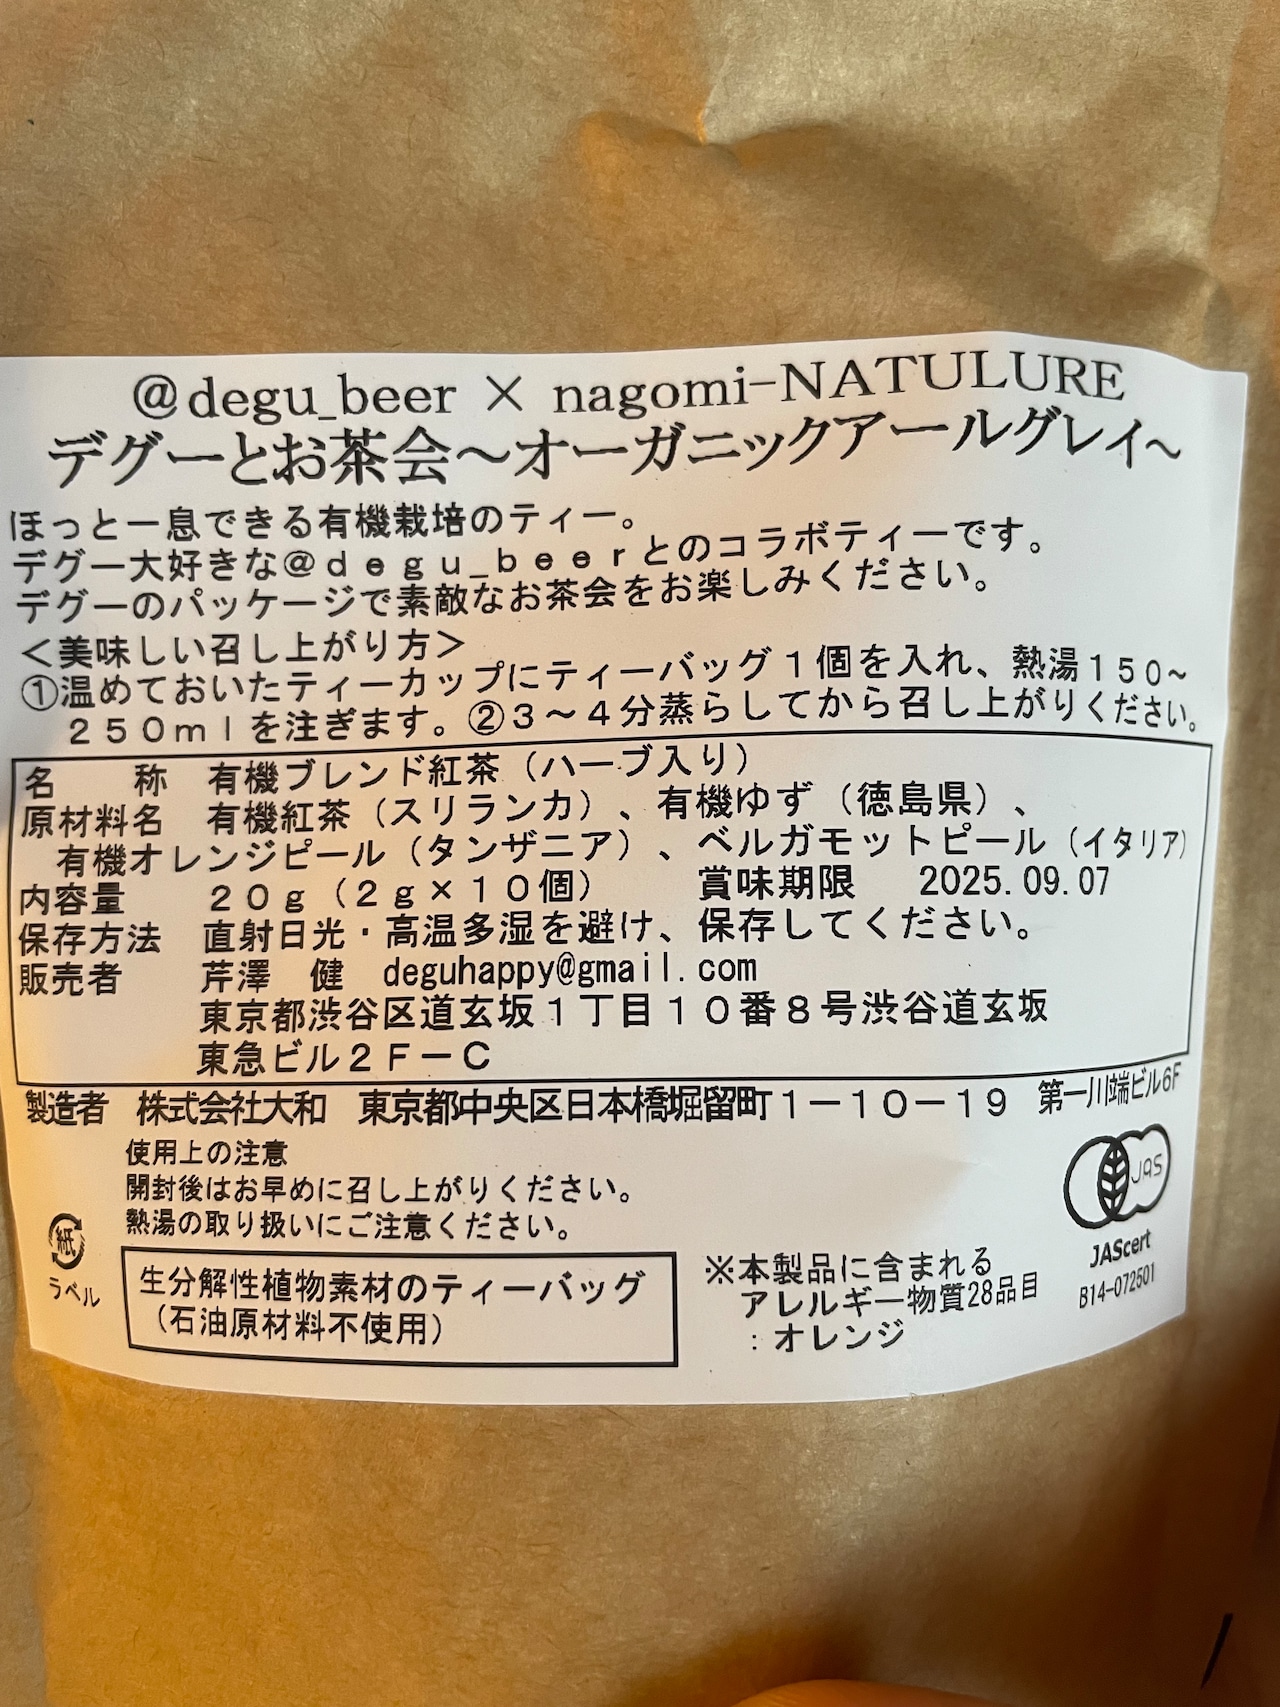 @degu_beer × nagomi-NATULURE
デグーとお茶会～オーガニックアールグレイ～
ほっと一息できる有機栽培のティー。
デグー大好きな@degu_beerとのコラボティーです。
デグーのパッケージで素敵なお茶会をお楽しみください。
＜美味しい召し上がり方＞
①温めておいたティーカップにティーバッグ1個を入れ、熱湯150～
250mlを注ぎます。②3～4分蒸らしてから召し上がりください。
名　　称　有機ブレンド紅茶（ハーブ入り）
原材料名　有機紅茶（スリランカ）、有機ゆず（徳島県）、
有機オレンジピール（タンザニア）、ベルガモットピール（イタリア）
内容量　20g（2g×10個）　賞味期限　2025.09.07
保存方法　直射日光・高温多湿を避け、保存してください。
販売者　芹澤　健　deguhappy@gmail.com
東京都渋谷区道玄坂1丁目10番8号渋谷道玄坂
東急ビル2F－C
製造者　株式会社大和　東京都中央区日本橋堀留町1－10－19　第一川端ビル6F
使用上の注意
開封後はお早めに召し上がりください。
熱湯の取り扱いにご注意ください。
紙
ラベル
生分解性植物素材のティーバッグ
（石油原材料不使用）
※本製品に含まれる
アレルギー物質28品目
：オレンジ
JAS
JAScert
B14-072501